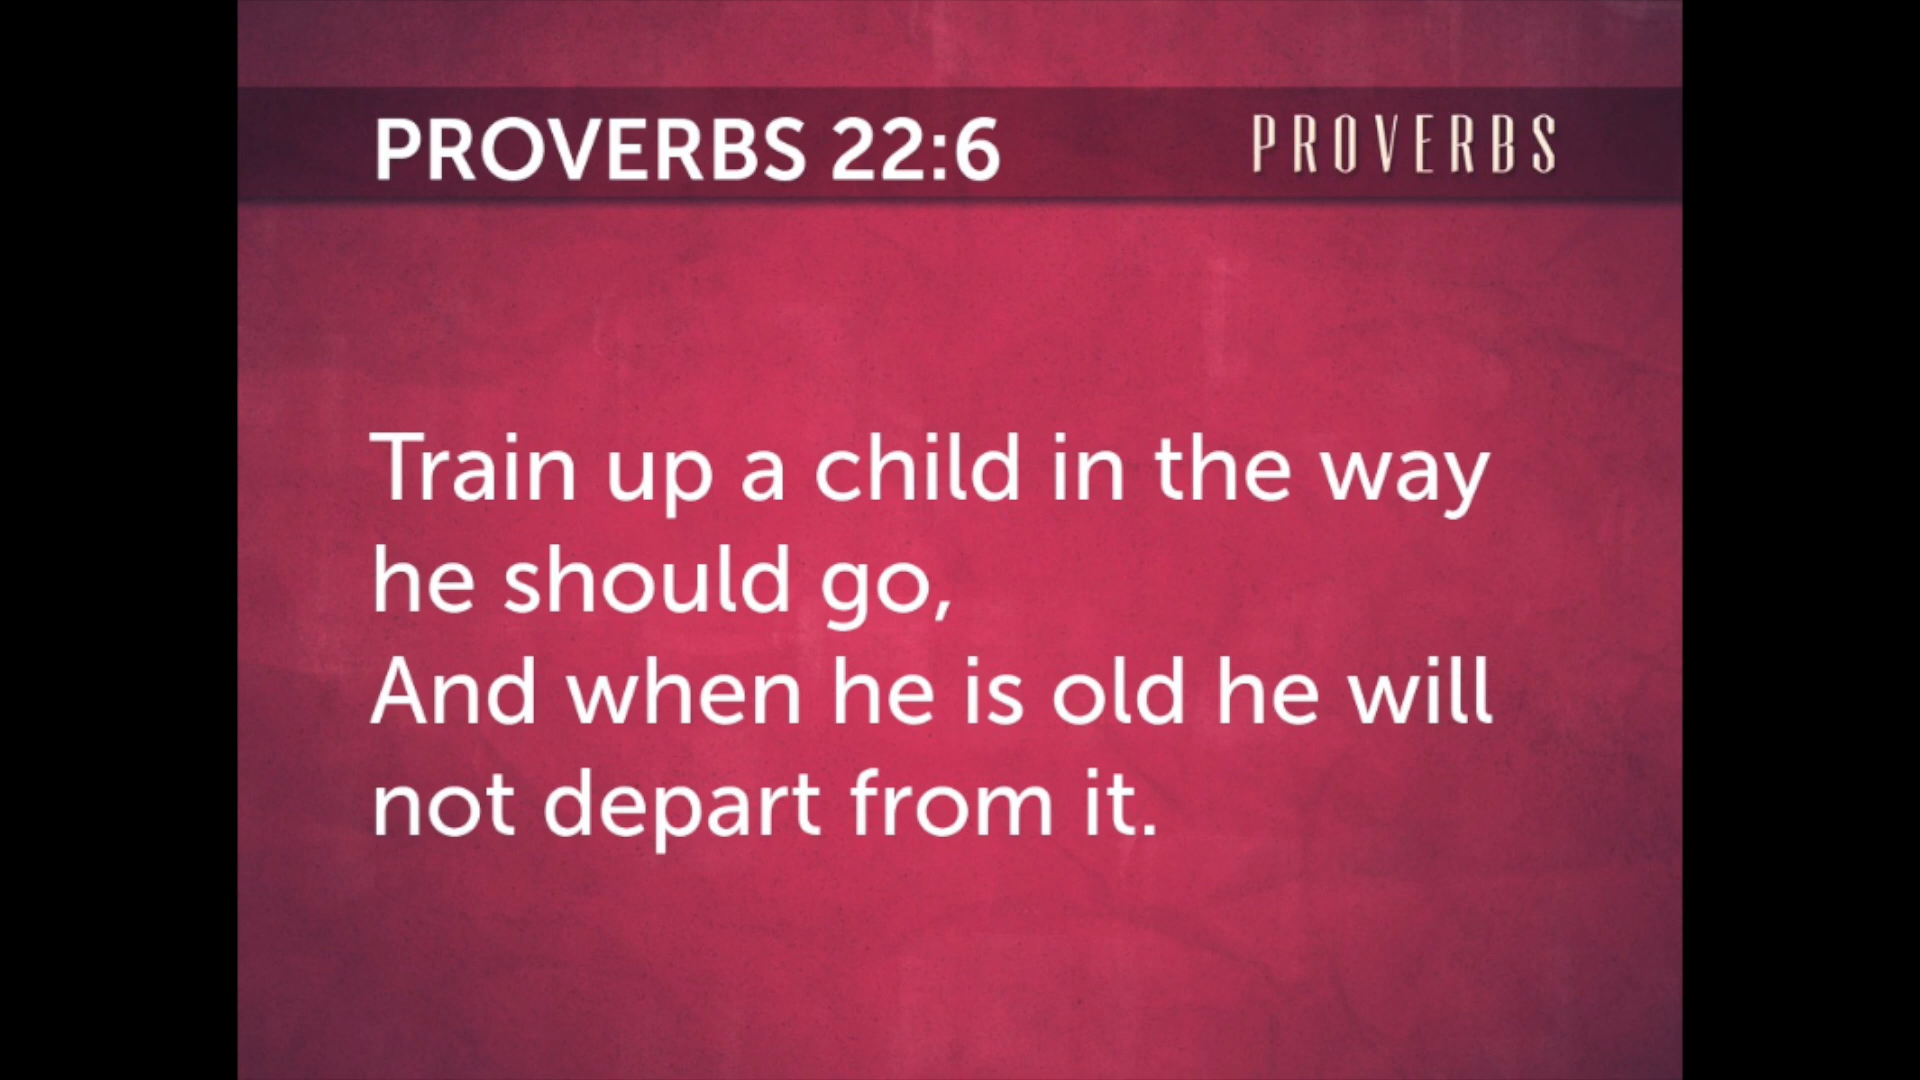 PROVERBS 22:6
PROVERBS
Train up a child in the way
he should go,
And when he is old he will
not depart from it.